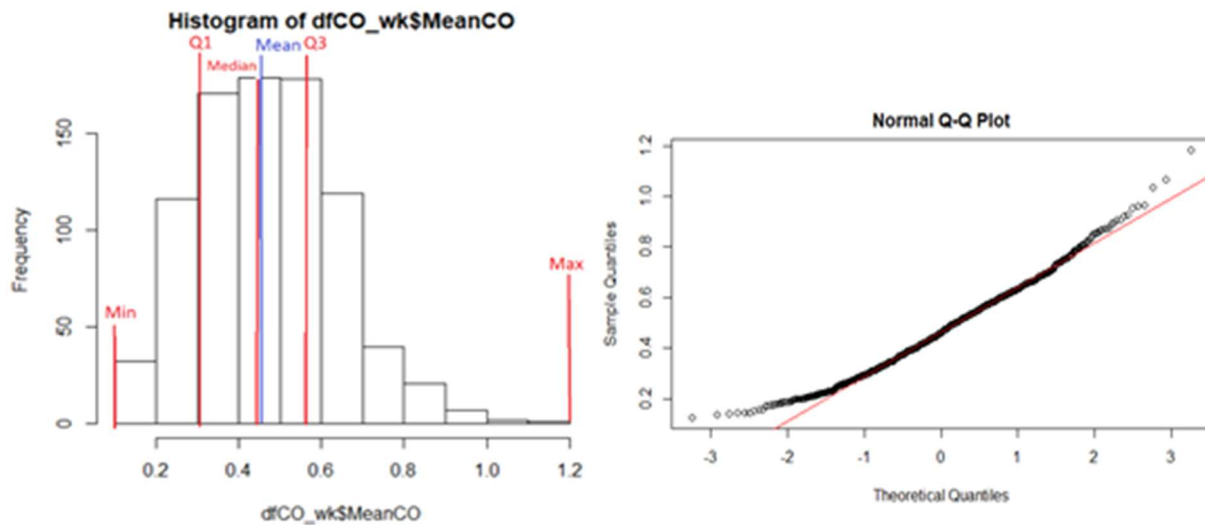 Histogram of dfCO_wk$MeanCO
Q1
Mean
Q3
Median
Min
Max
Frequency
0
50
100
150
0.2 0.4 0.6 0.8 1.0 1.2
dfCO_wk$MeanCO
Normal Q-Q Plot
Sample Quantiles
0.2 0.4 0.6 0.8 1.0 1.2
-3 -2 -1 0 1 2 3
Theoretical Quantiles